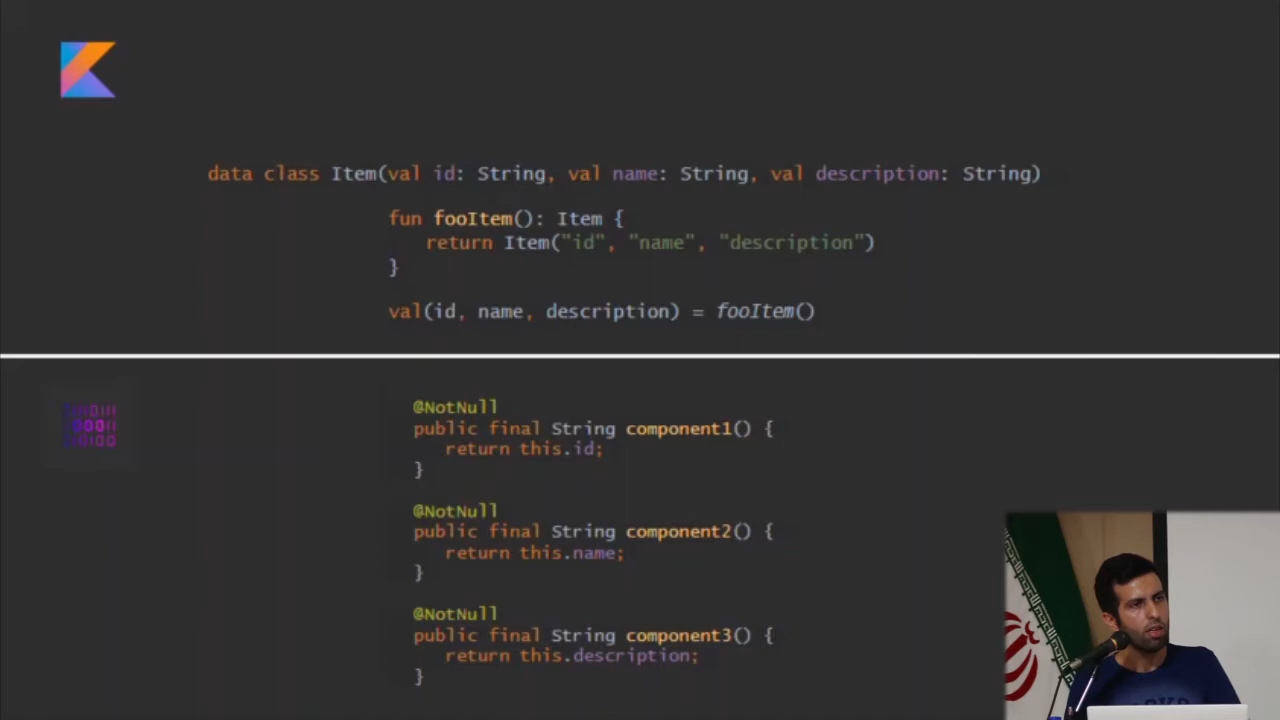 data class Item(val id: String, val name: String, val description: String)
fun fooItem(): Item {
return Item("id", "name", "description")
}
val(id, name, description) = fooItem()
@NotNull
public final String component1() {
return this.id;
}
@NotNull
public final String component2() {
return this.name;
}
@NotNull
public final String component3() {
return this.description;
}